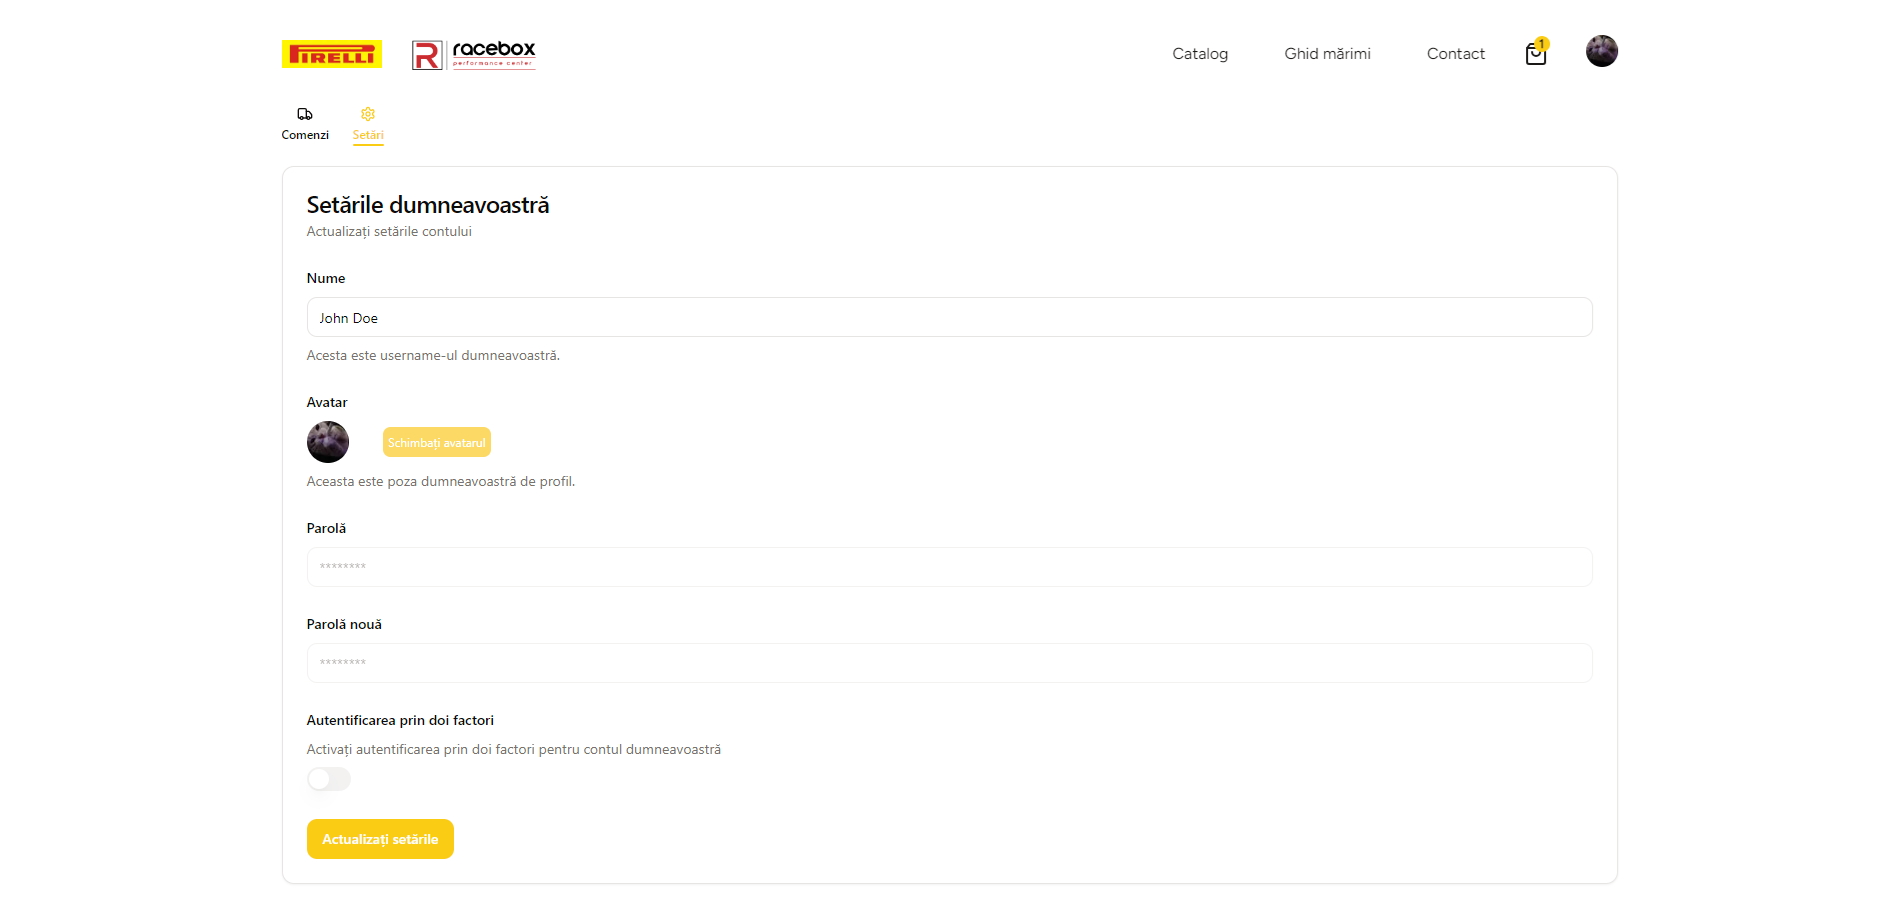 PIRELLI
R racebox
performance center
Catalog
Ghid mărimi
Contact
1
Comenzi
Setări
Setările dumneavoastră
Actualizați setările contului
Nume
John Doe
Acesta este username-ul dumneavoastră.
Avatar
Schimbați avatarul
Aceasta este poza dumneavoastră de profil.
Parolă
********
Parolă nouă
********
Autentificarea prin doi factori
Activați autentificarea prin doi factori pentru contul dumneavoastră
Actualizați setările